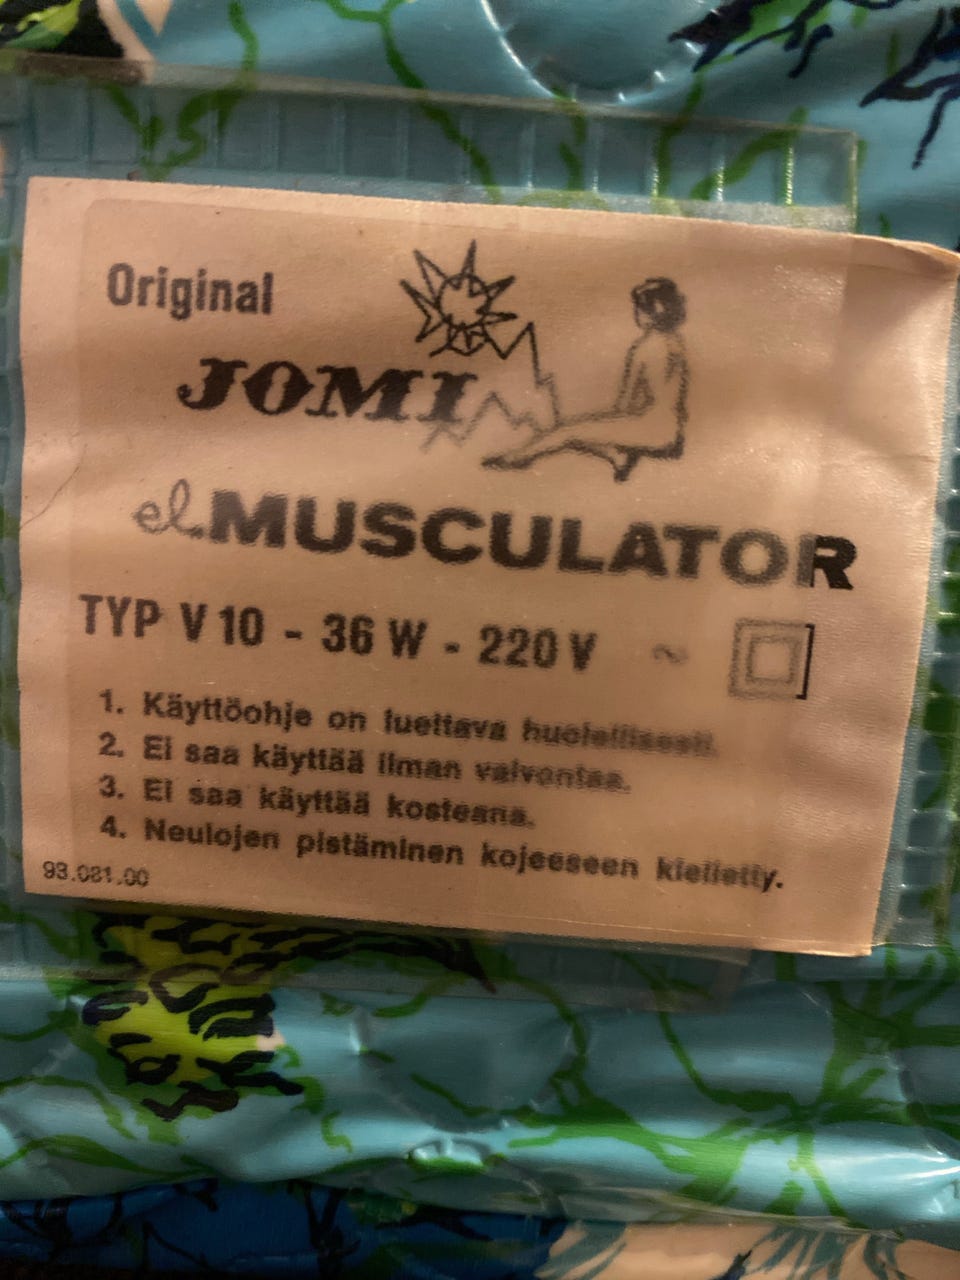 Original
JOMI
el.MUSCULATOR
TYP V 10 - 36 W - 220 V ~
1. Käyttöohje on luettava huolellisesti.
2. Ei saa käyttää ilman valvontaa.
3. Ei saa käyttää kosteana.
4. Neulojen pistäminen kojeeseen kielletty.
93.081.00